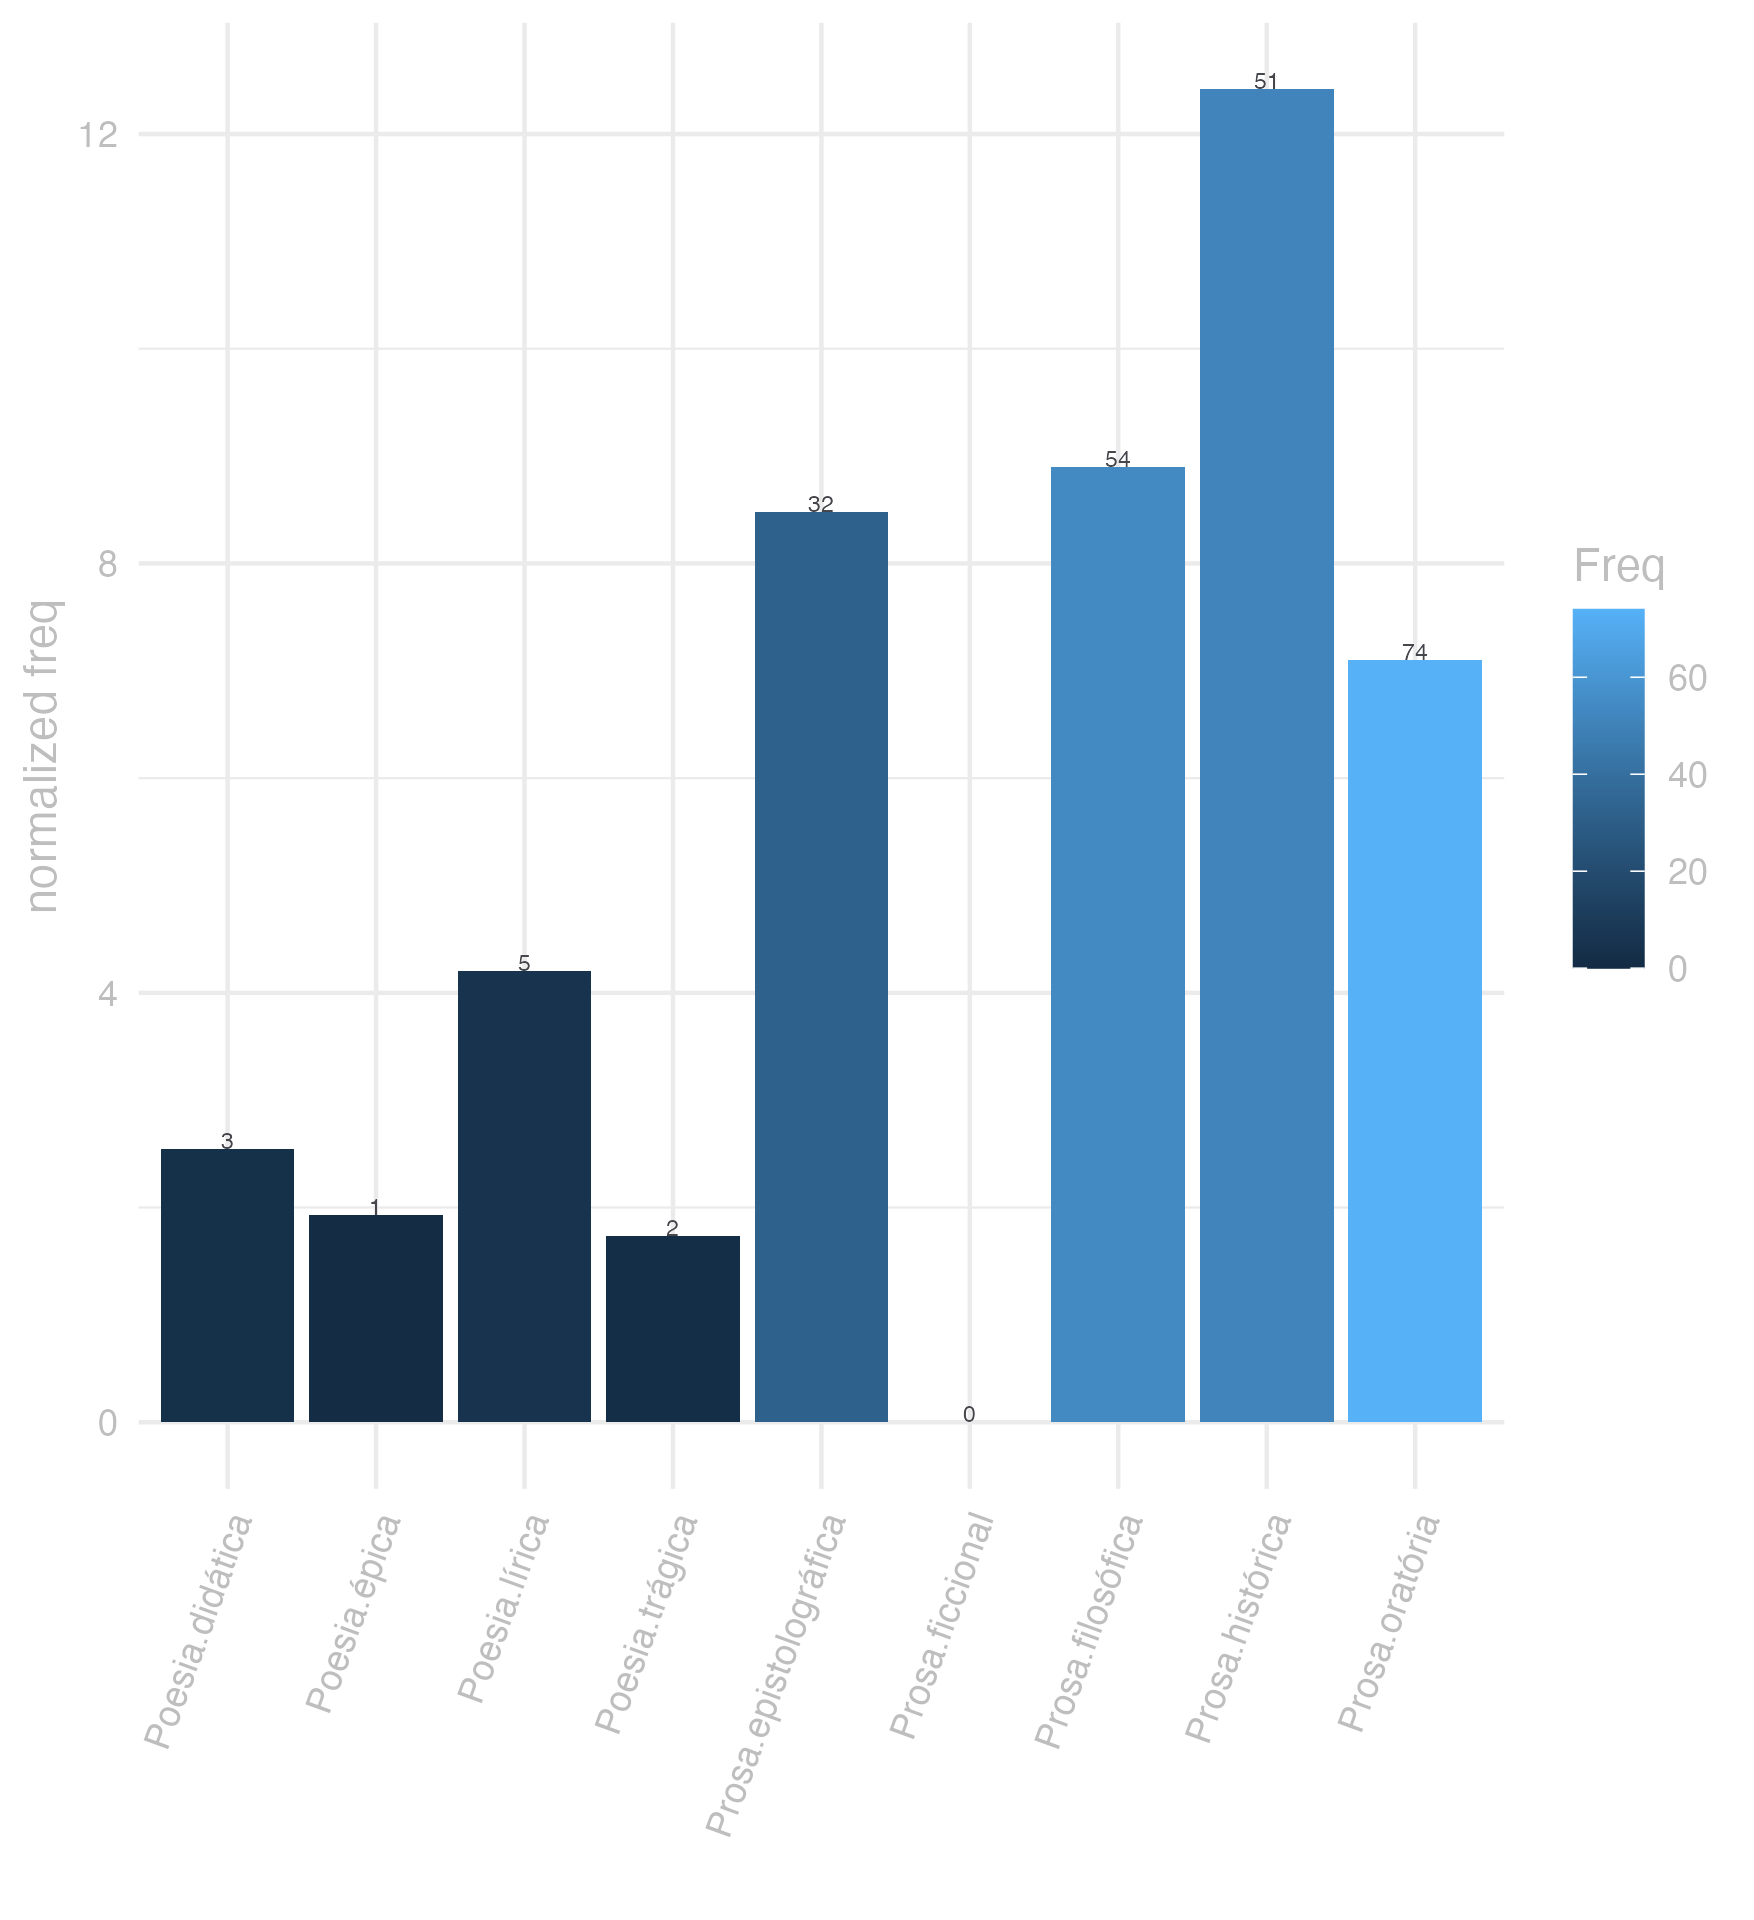 51
12
54
32
8
74
5
4
3
1
2
0
0
normalized freq
Poesia.didática
Poesia.épica
Poesia.lírica
Poesia.trágica
Prosa.epistolográfica
Prosa.ficcional
Prosa.filosófica
Prosa.histórica
Prosa.oratória
Freq
60
40
20
0